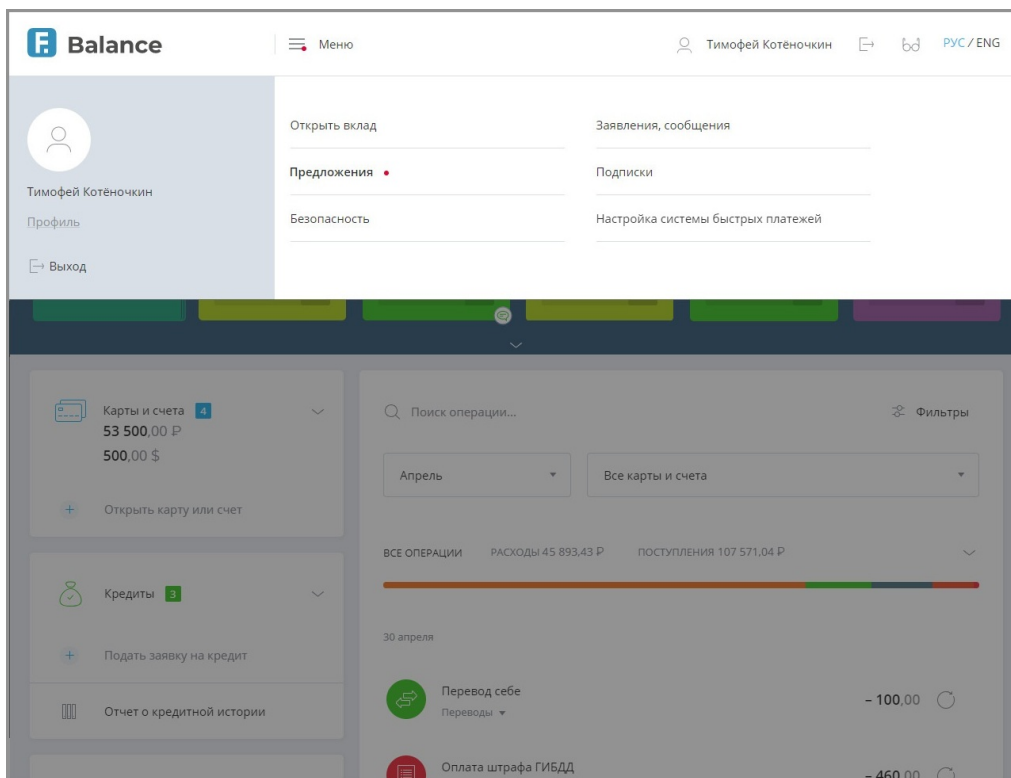 F. Balance
Меню
Тимофей Котёночкин
РУС / ENG
Тимофей Котёночкин
Профиль
Выход
Открыть вклад
Заявления, сообщения
Предложения
Подписки
Безопасность
Настройка системы быстрых платежей
Карты и счета 4
53 500,00 ₽
500,00 $
Открыть карту или счет
Кредиты 3
Подать заявку на кредит
Отчет о кредитной истории
Поиск операции...
Фильтры
Апрель
Все карты и счета
ВСЕ ОПЕРАЦИИ РАСХОДЫ 45 893,43 ₽ ПОСТУПЛЕНИЯ 107 571,04 ₽
30 апреля
Перевод себе
Переводы
– 100,00
Оплата штрафа ГИБДД
– 460,00